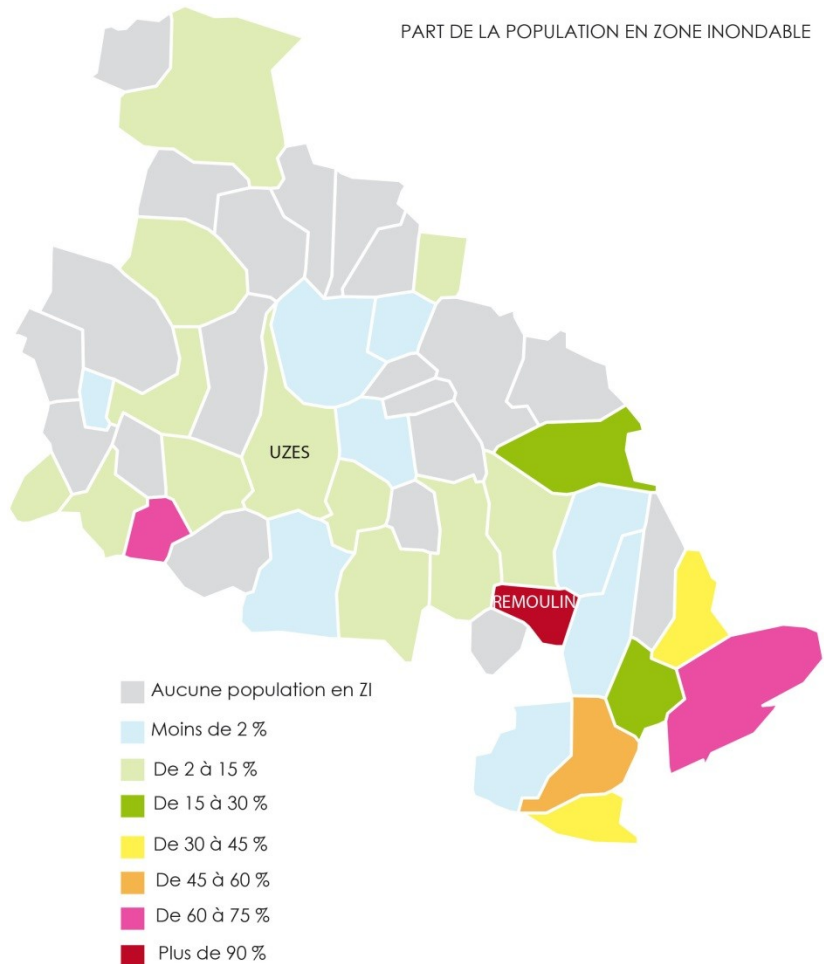 PART DE LA POPULATION EN ZONE INONDABLE
UZES
REMOULIN
Aucune population en ZI
Moins de 2 %
De 2 à 15 %
De 15 à 30 %
De 30 à 45 %
De 45 à 60 %
De 60 à 75 %
Plus de 90 %